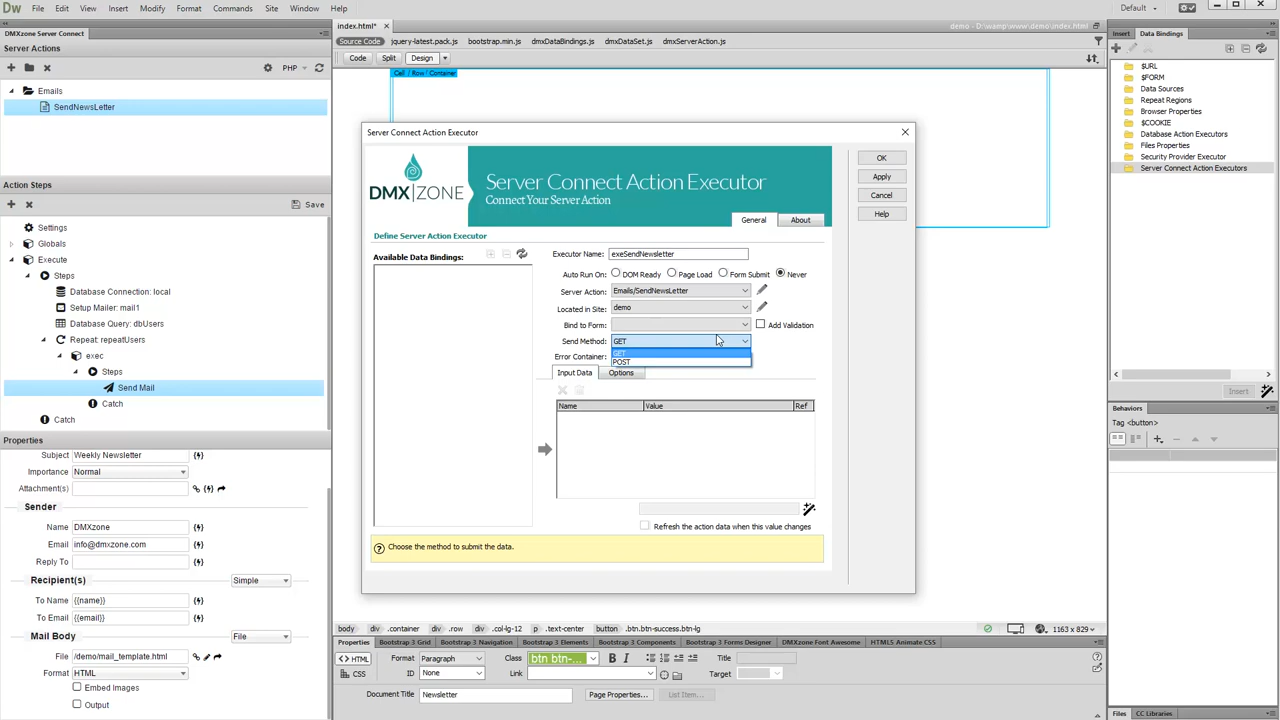 Dw File Edit View Insert Modify Format Commands Site Window Help Default
DMXzone Server Connect
Server Actions
PHP
Emails
SendNewsLetter
Action Steps
Save
Settings
Globals
Execute
Steps
Database Connection: local
Setup Mailer: mail1
Database Query: dbUsers
Repeat: repeatUsers
exec
Steps
Send Mail
Catch
Catch
Properties
Subject Weekly Newsletter
Importance Normal
Attachment(s)
Sender
Name DMXzone
Email info@dmxzone.com
Reply To
Recipient(s) Simple
To Name {{name}}
To Email {{email}}
Mail Body File
File /demo/mail_template.html
Format HTML
Embed Images
Output
index.html* demo - D:\wamp\www\demo\index.html
Source Code jquery-latest.pack.js bootstrap.min.js dmxDataBindings.js dmxDataSet.js dmxServerAction.js
Code Split Design
Cell / Row / Container
Server Connect Action Executor
DMX|ZONE
Server Connect Action Executor
Connect Your Server Action
General About
Define Server Action Executor
Available Data Bindings:
Executor Name: exeSendNewsletter
Auto Run On: DOM Ready Page Load Form Submit Never
Server Action: Emails/SendNewsLetter
Located in Site: demo
Bind to Form: Add Validation
Send Method: GET
GET
POST
Error Container:
Input Data Options
Name Value Ref
Refresh the action data when this value changes
Choose the method to submit the data.
OK
Apply
Cancel
Help
body div .container div .row div .col-lg-12 p .text-center button .btn.btn-success.btn-lg 1163 x 829
Properties Bootstrap 3 Grid Bootstrap 3 Navigation Bootstrap 3 Elements Bootstrap 3 Components Bootstrap 3 Forms Designer DMXzone Font Awesome HTML5 Animate CSS
<> HTML Format Paragraph Class btn btn-... B I Title
CSS ID None Link Target
Document Title Newsletter Page Properties... List Item...
Insert Data Bindings
$URL
$FORM
Data Sources
Repeat Regions
Browser Properties
$COOKIE
Database Action Executors
Files Properties
Security Provider Executor
Server Connect Action Executors
Insert
Behaviors
Tag <button>
Files CC Libraries